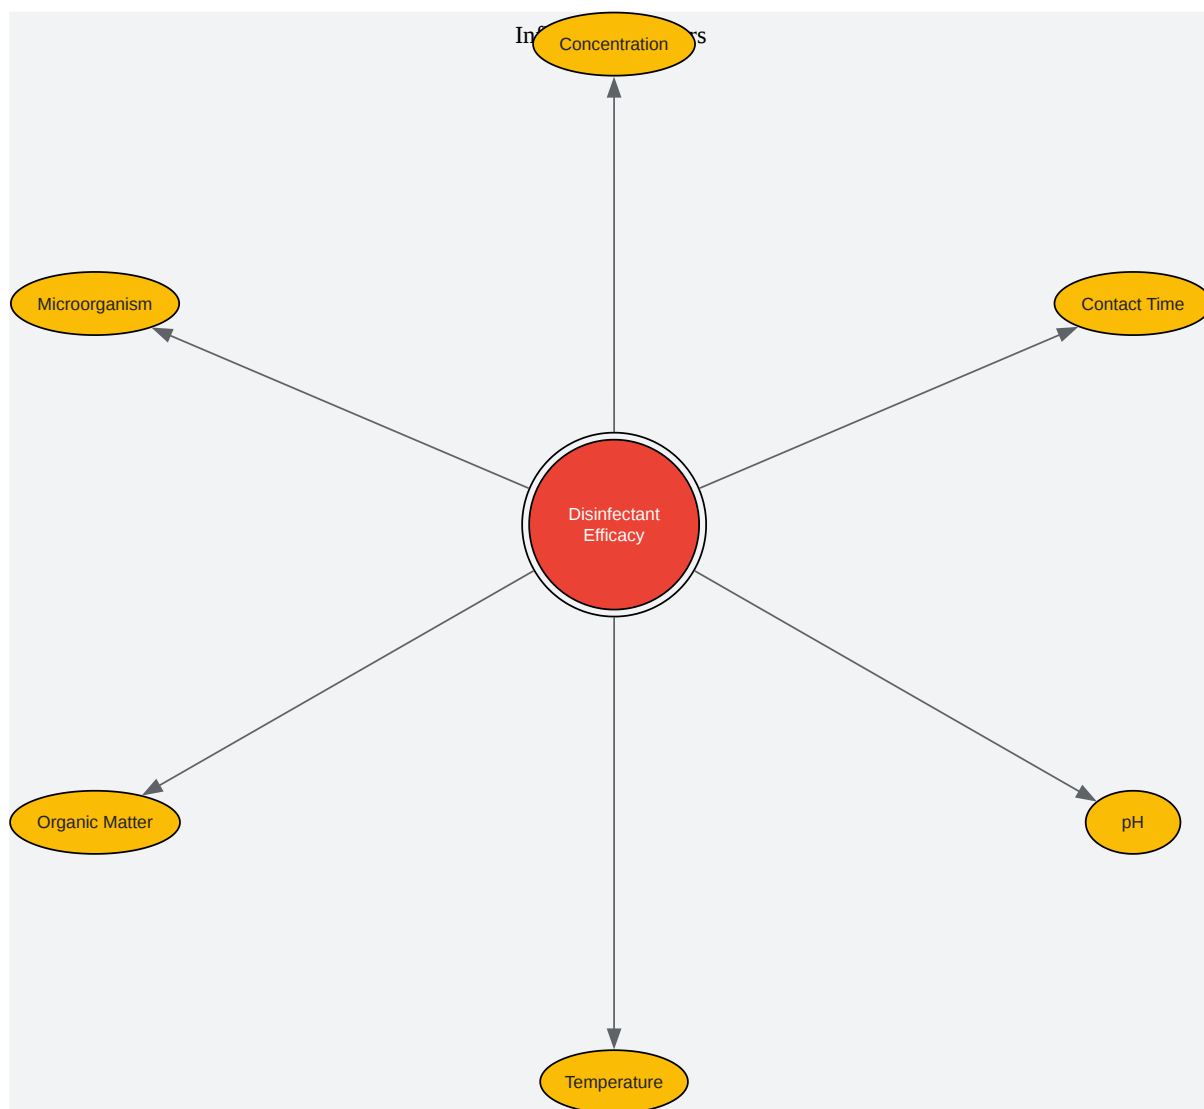 Concentration
Microorganism
Contact Time
Disinfectant
Efficacy
Organic Matter
pH
Temperature